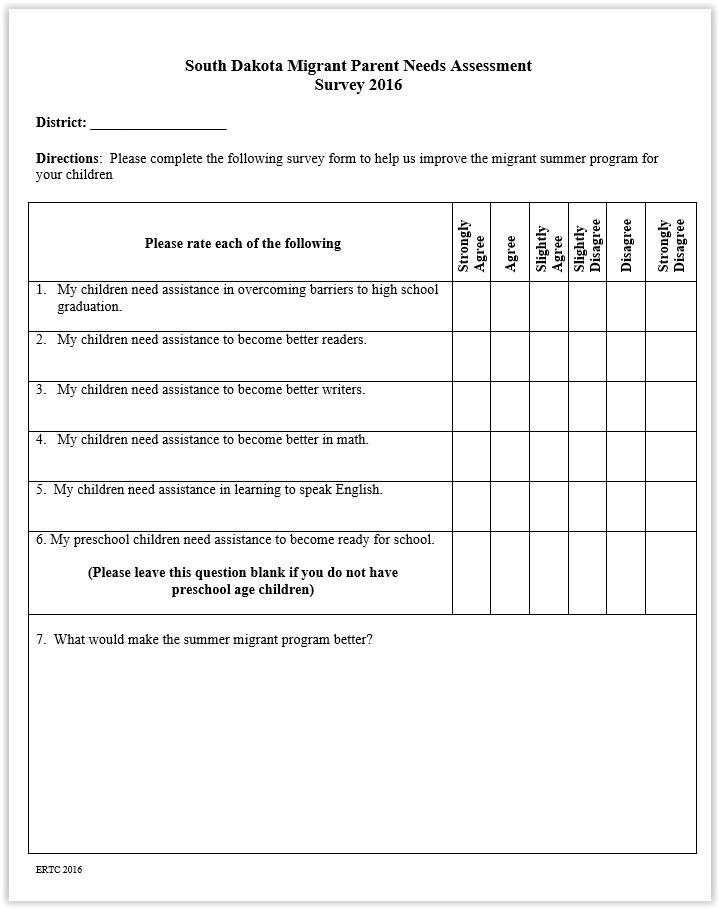 South Dakota Migrant Parent Needs Assessment
Survey 2016
District: ___________________
Directions:  Please complete the following survey form to help us improve the migrant summer program for
your children
Please rate each of the following
Strongly
Agree
Agree
Slightly
Agree
Slightly
Disagree
Disagree
Strongly
Disagree
1.   My children need assistance in overcoming barriers to high school
graduation.
2.   My children need assistance to become better readers.
3.   My children need assistance to become better writers.
4.   My children need assistance to become better in math.
5.  My children need assistance in learning to speak English.
6. My preschool children need assistance to become ready for school.
(Please leave this question blank if you do not have
preschool age children)
7.  What would make the summer migrant program better?
ERTC 2016